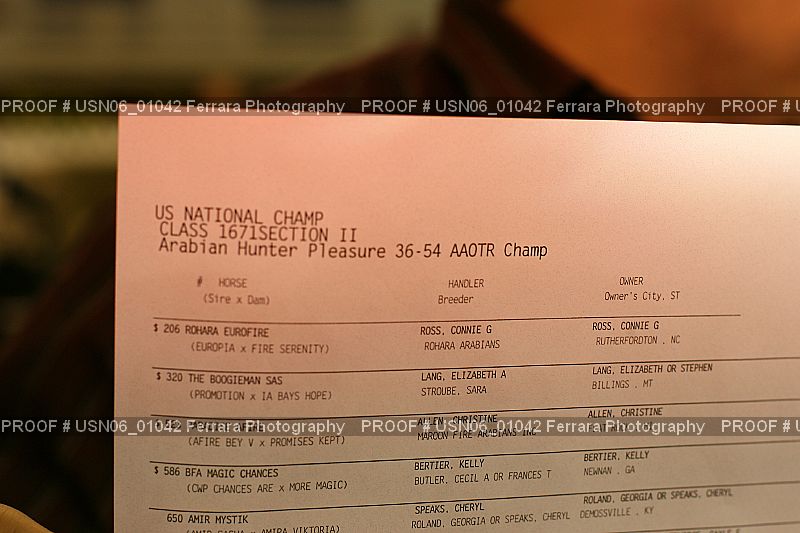 PROOF # USN06_01042 Ferrara Photography PROOF # USN06_01042 Ferrara Photography PROOF #
US NATIONAL CHAMP
CLASS 1671SECTION II
Arabian Hunter Pleasure 36-54 AAOTR Champ
# HORSE HANDLER OWNER
(Sire x Dam) Breeder Owner's City, ST
$ 206 ROHARA EUROFIRE ROSS, CONNIE G ROSS, CONNIE G
(EUROPIA x FIRE SERENITY) ROHARA ARABIANS RUTHERFORDTON , NC
$ 320 THE BOOGIEMAN SAS LANG, ELIZABETH A LANG, ELIZABETH OR STEPHEN
(PROMOTION x IA BAYS HOPE) STROUBE, SARA BILLINGS , MT
ALLEN, CHRISTINE ALLEN, CHRISTINE
PROOF # USN06_01042 Ferrara Photography PROOF # USN06_01042 Ferrara Photography PROOF #
(AFIRE BEY V x PROMISES KEPT) MAROON FIRE ARABIANS INC
$ 586 BFA MAGIC CHANCES BERTIER, KELLY BERTIER, KELLY
(CWP CHANCES ARE x MORE MAGIC) BUTLER, CECIL A OR FRANCES T NEWNAN , GA
650 AMIR MYSTIK SPEAKS, CHERYL ROLAND, GEORGIA OR SPEAKS, CHERYL
x AMIRA VIKTORIA) ROLAND, GEORGIA OR SPEAKS, CHERYL DEMOSSVILLE , KY